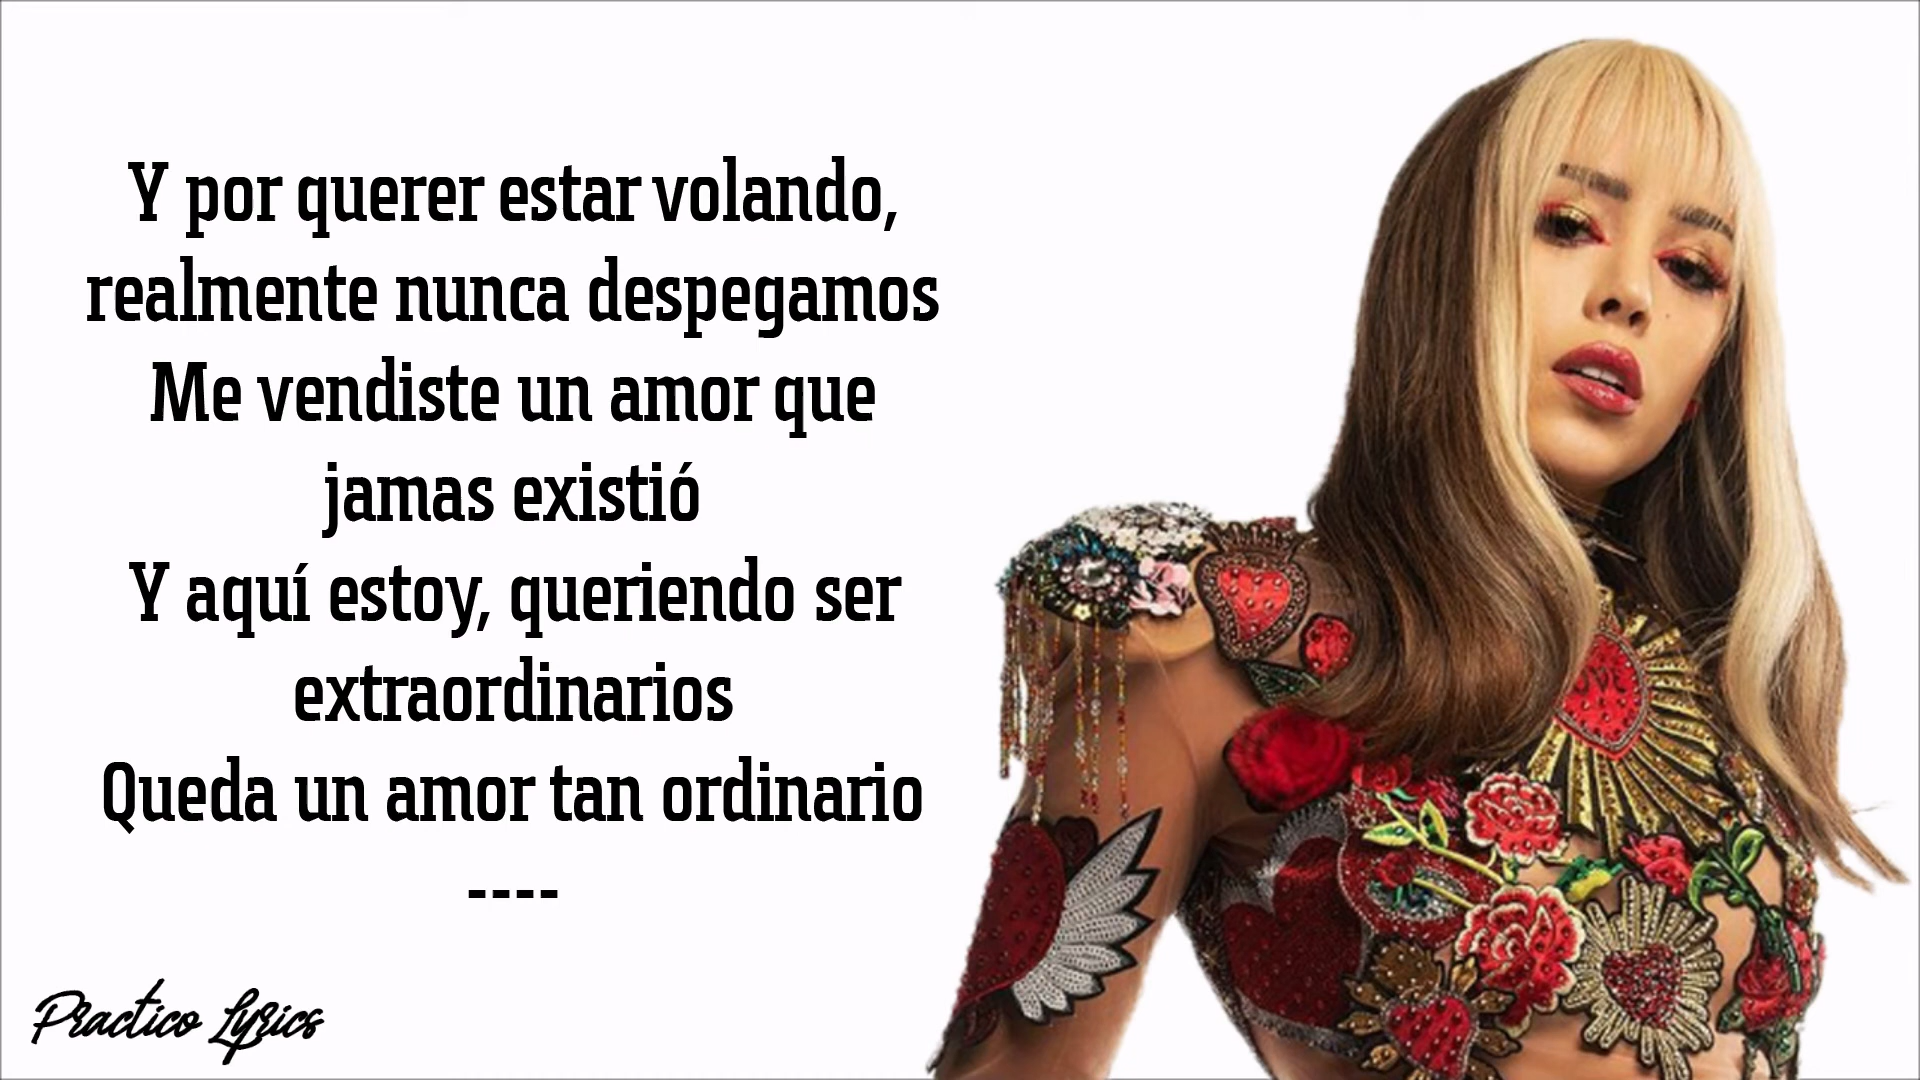 Y por querer estar volando,
realmente nunca despegamos
Me vendiste un amor que
jamas existió
Y aquí estoy, queriendo ser
extraordinarios
Queda un amor tan ordinario
----
Practico Lyrics